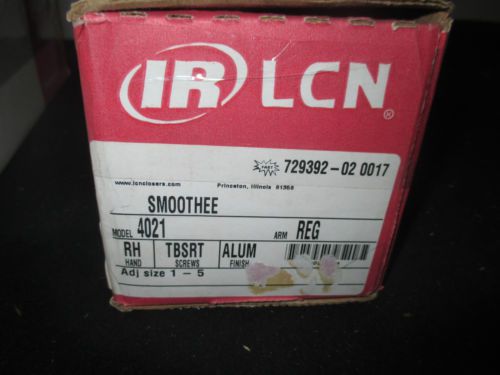 IR LCN ®
FAST 729392-02 0017
www.lcnclosers.com Princeton, Illinois 61356
SMOOTHEE
MODEL 4021 ARM REG
RH TBSRT ALUM
HAND SCREWS FINISH
Adj size 1 - 5